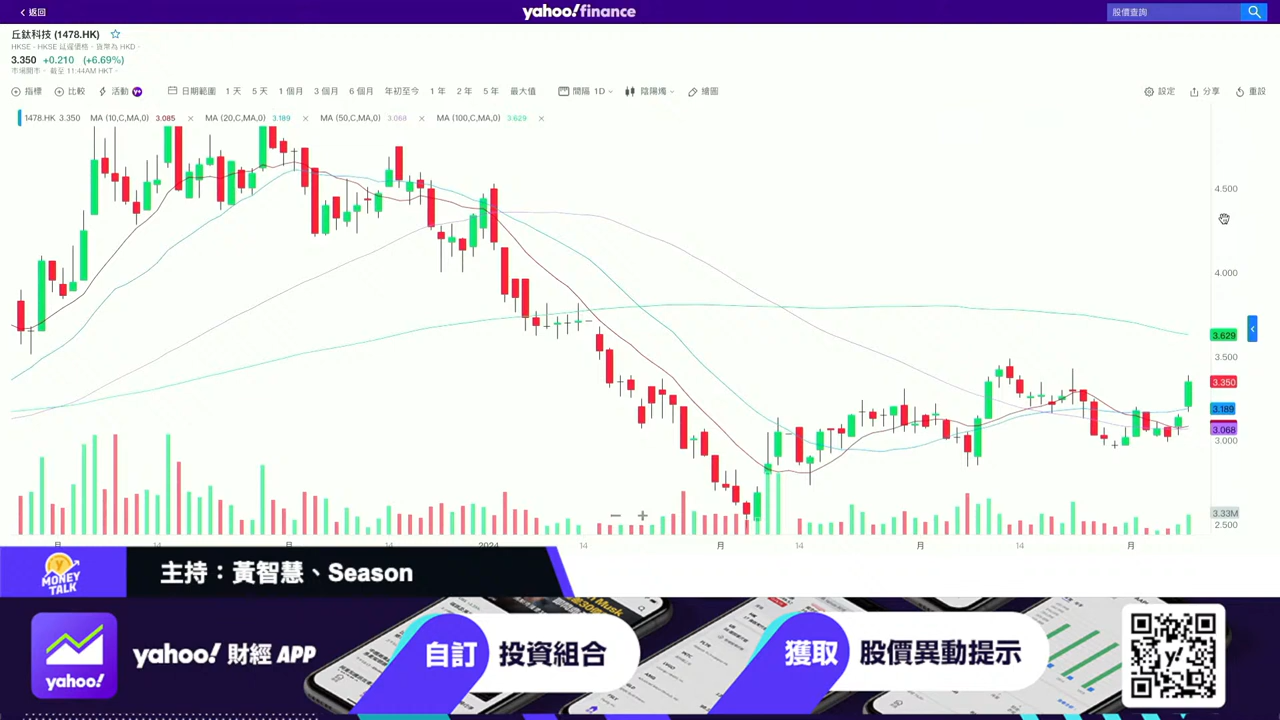 返回
yahoo!finance
股價查詢
丘鈦科技 (1478.HK)
HKSE - HKSE 延遲價格。貨幣為 HKD。
3.350 +0.210 (+6.69%)
市場開市。 截至 11:44AM HKT。
指標 比較 活動 日期範圍 1 天 5 天 1 個月 3 個月 6 個月 年初至今 1 年 2 年 5 年 最大值 間隔 1D 陰陽燭 繪圖 設定 分享 重設
1478.HK 3.350 MA (10,C,MA,0) 3.085 MA (20,C,MA,0) 3.189 MA (50,C,MA,0) 3.068 MA (100,C,MA,0) 3.629
4.500
4.000
3.629
3.500
3.350
3.189
3.068
3.000
3.33M
2.500
月 14 月 14 2024 14 月 14 月 14 月
MONEY TALK
主持：黃智慧、Season
yahoo!
yahoo! 財經 APP
自訂 投資組合
獲取 股價異動提示